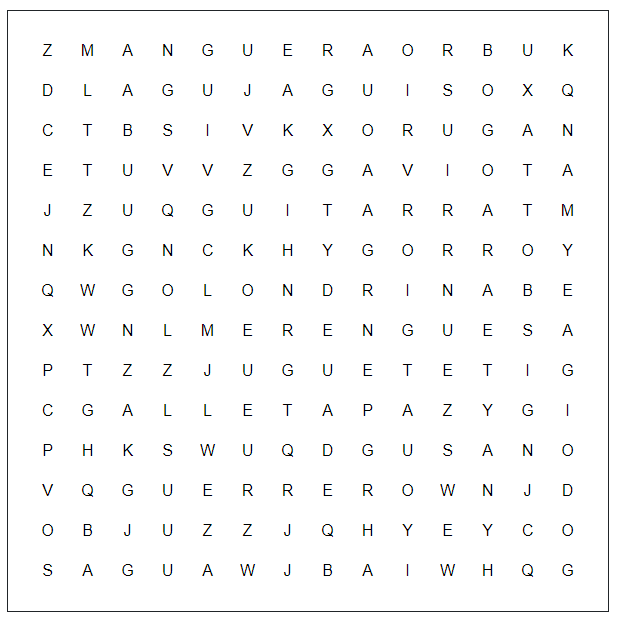 Z M A N G U E R A O R B U K
D L A G U J A G U I S O X Q
C T B S I V K X O R U G A N
E T U V V Z G G A V I O T A
J Z U Q G U I T A R R A T M
N K G N C K H Y G O R R O Y
Q W G O L O N D R I N A B E
X W N L M E R E N G U E S A
P T Z Z J U G U E T E T I G
C G A L L E T A P A Z Y G I
P H K S W U Q D G U S A N O
V Q G U E R R E R O W N J D
O B J U Z Z J Q H Y E Y C O
S A G U A W J B A I W H Q G